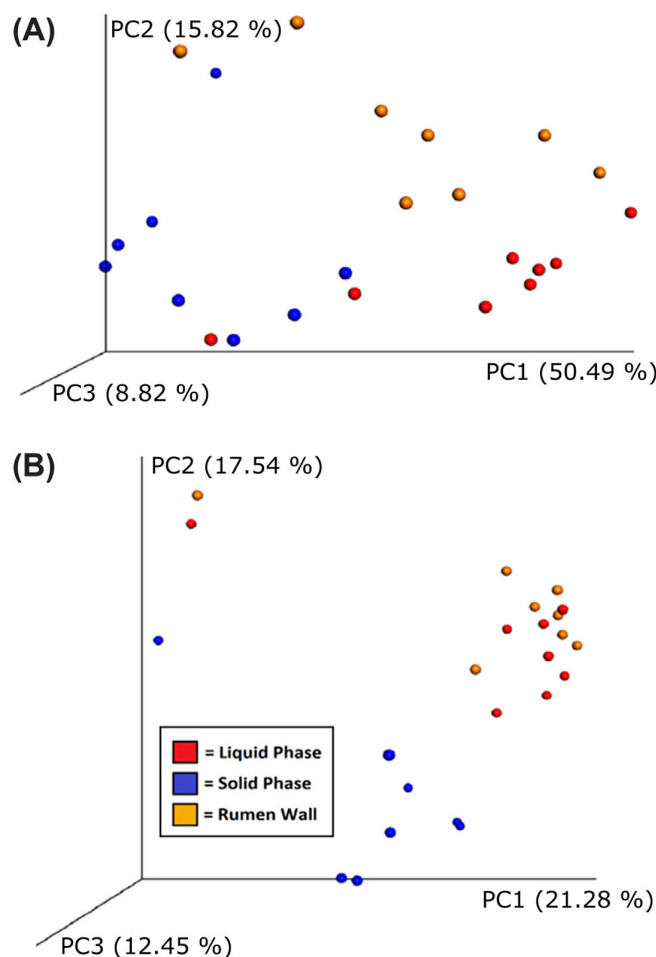 (A)
PC2 (15.82 %)
PC1 (50.49 %)
PC3 (8.82 %)
(B)
PC2 (17.54 %)
= Liquid Phase
= Solid Phase
= Rumen Wall
PC1 (21.28 %)
PC3 (12.45 %)